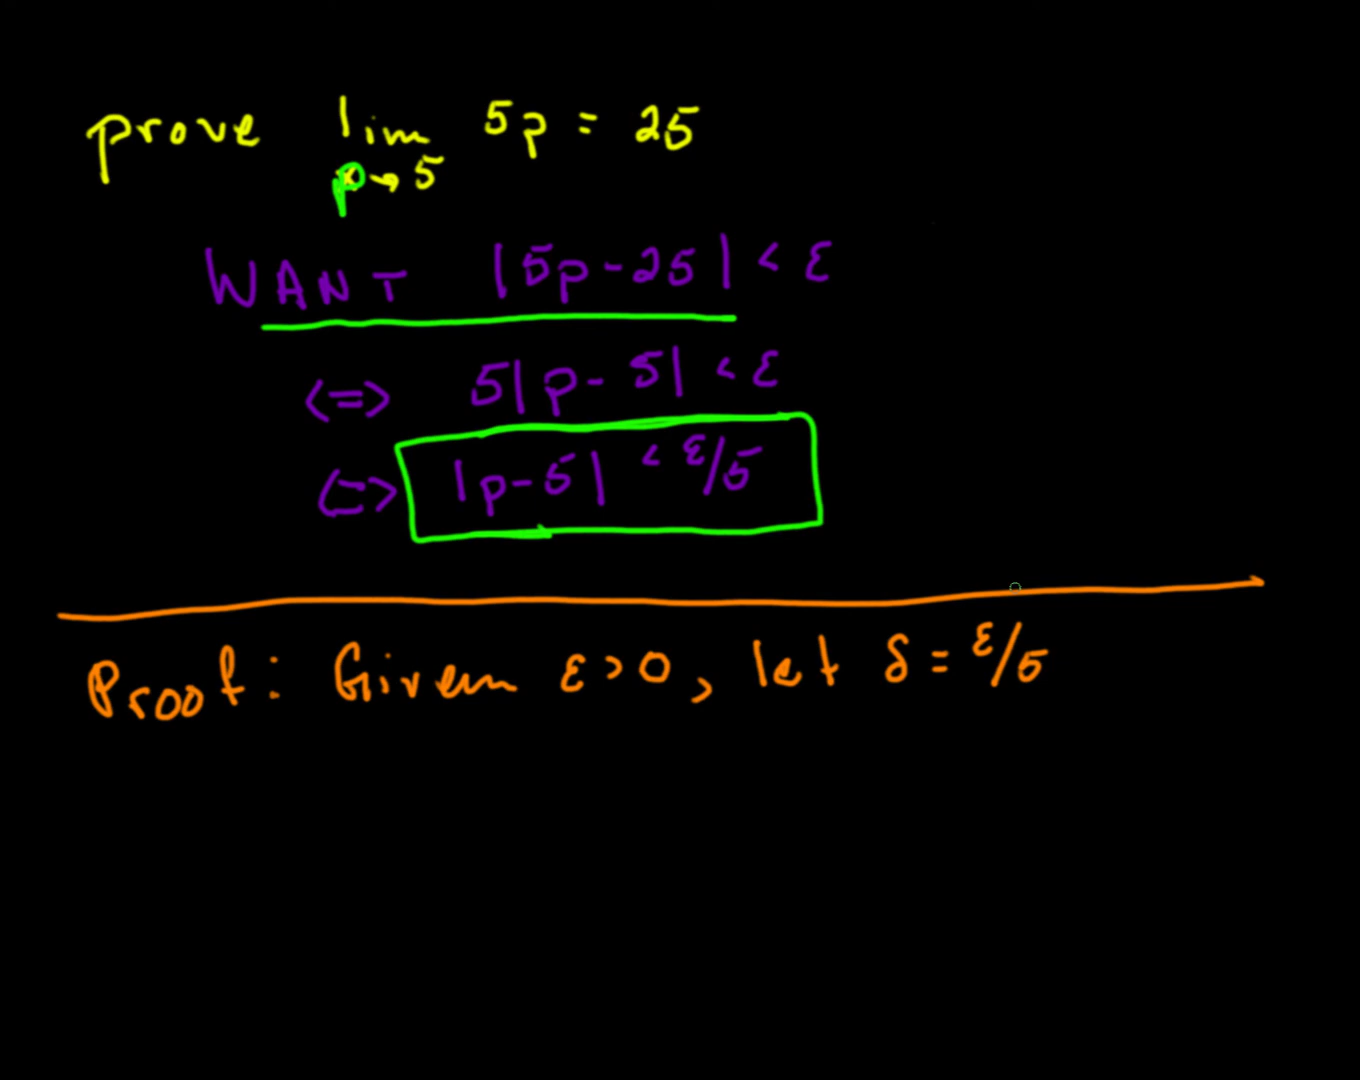 prove lim 5p = 25
p→5
WANT |5p-25| < ε
<=> 5|p-5| < ε
<=> |p-5| < ε/5
Proof: Given ε>0, let δ = ε/5